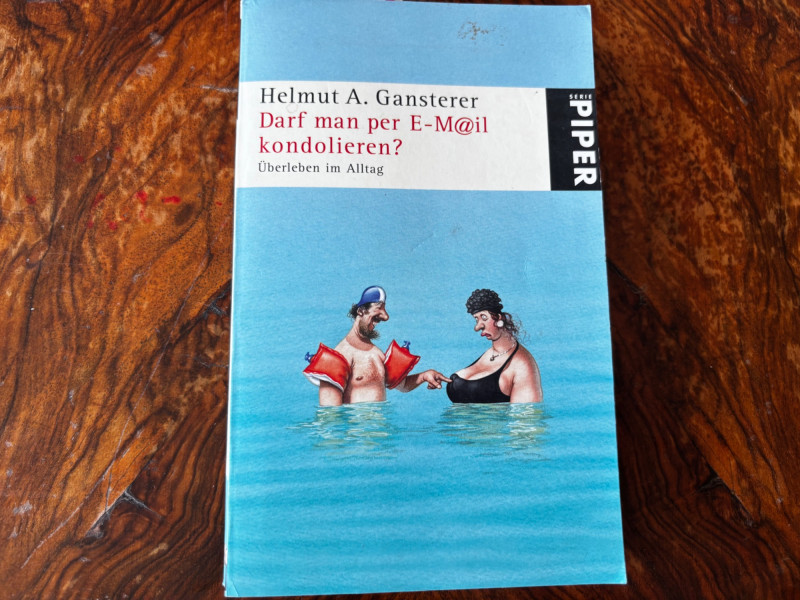 Helmut A. Gansterer
Darf man per E-M@il
kondolieren?
Überleben im Alltag
SERIE
PIPER